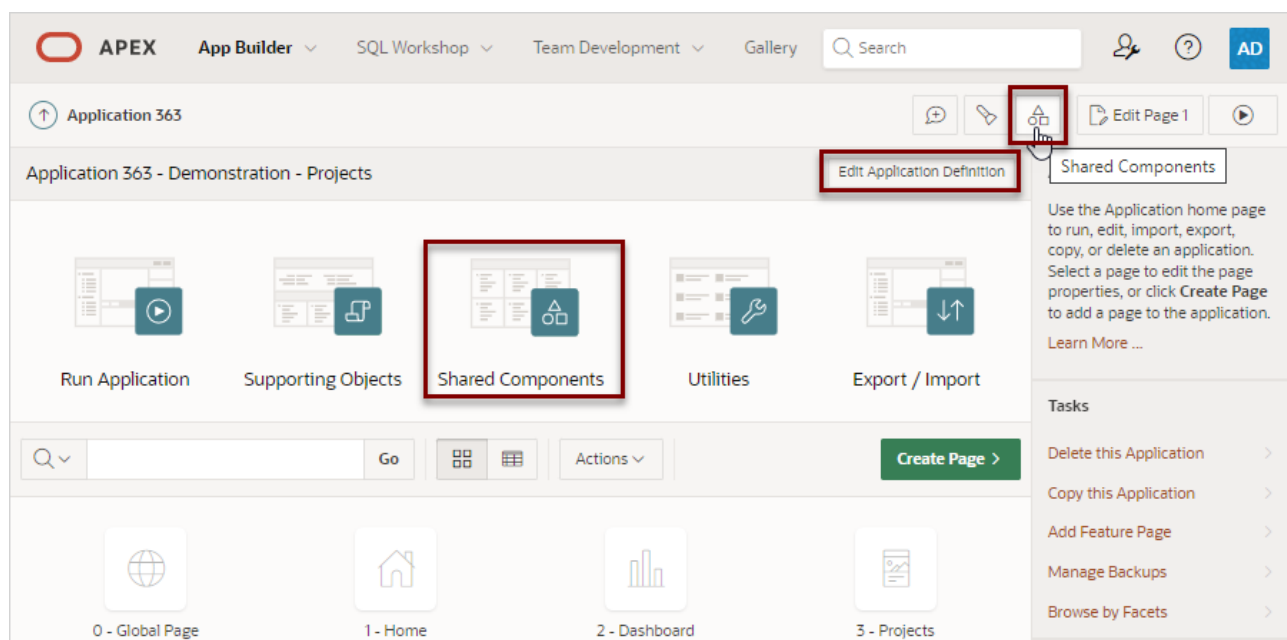 APEX App Builder SQL Workshop Team Development Gallery Search AD
Application 363 Edit Page 1
Shared Components
Application 363 - Demonstration - Projects Edit Application Definition
Use the Application home page
to run, edit, import, export,
copy, or delete an application.
Select a page to edit the page
properties, or click Create Page
to add a page to the application.
Learn More ...
Run Application Supporting Objects Shared Components Utilities Export / Import
Tasks
Go Actions Create Page >
Delete this Application
Copy this Application
Add Feature Page
Manage Backups
Browse by Facets
0 - Global Page 1 - Home 2 - Dashboard 3 - Projects